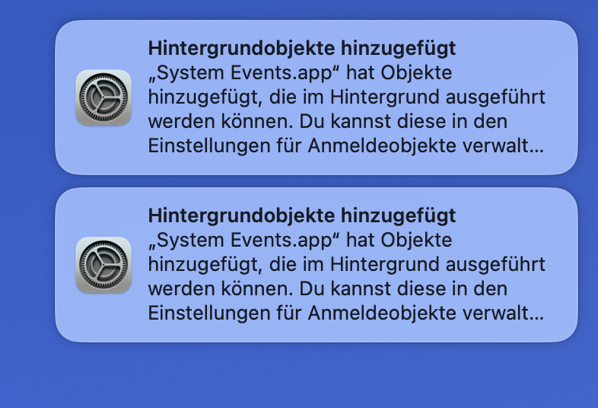 Hintergrundobjekte hinzugefügt
„System Events.app“ hat Objekte
hinzugefügt, die im Hintergrund ausgeführt
werden können. Du kannst diese in den
Einstellungen für Anmeldeobjekte verwalt...
Hintergrundobjekte hinzugefügt
„System Events.app“ hat Objekte
hinzugefügt, die im Hintergrund ausgeführt
werden können. Du kannst diese in den
Einstellungen für Anmeldeobjekte verwalt...